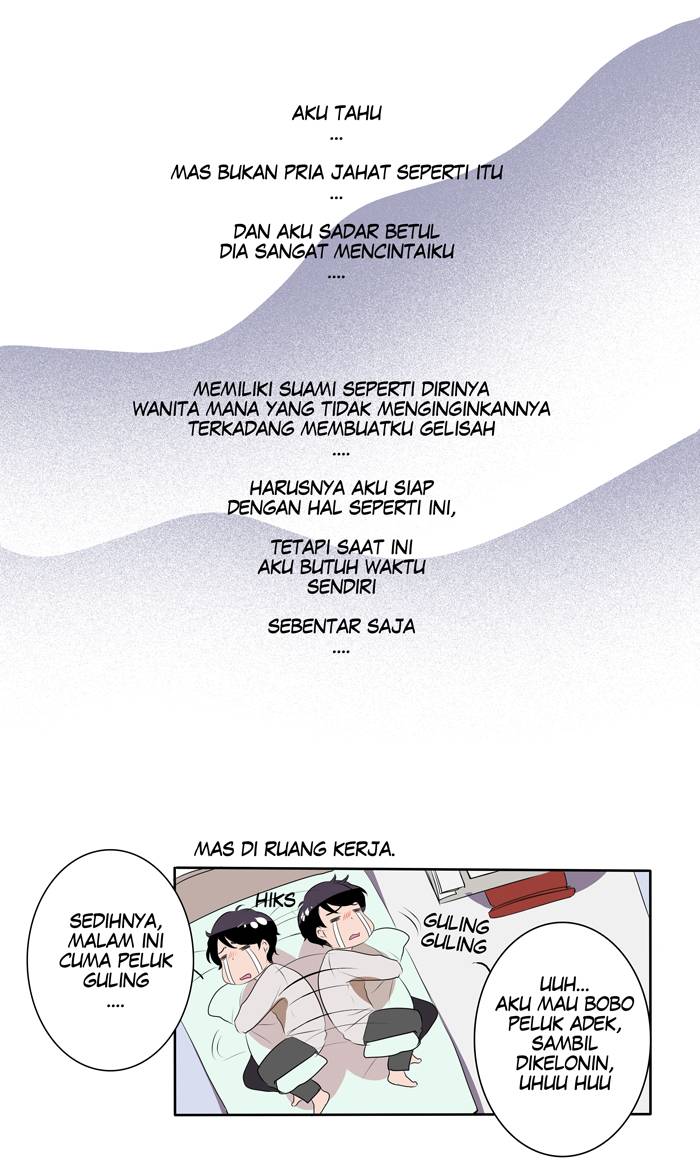 AKU TAHU
...
MAS BUKAN PRIA JAHAT SEPERTI ITU
...
DAN AKU SADAR BETUL
DIA SANGAT MENCINTAIKU
....
MEMILIKI SUAMI SEPERTI DIRINYA
WANITA MANA YANG TIDAK MENGINGINKANNYA
TERKADANG MEMBUATKU GELISAH
....
HARUSNYA AKU SIAP
DENGAN HAL SEPERTI INI,
TETAPI SAAT INI
AKU BUTUH WAKTU
SENDIRI
SEBENTAR SAJA
....
MAS DI RUANG KERJA.
SEDIHNYA,
MALAM INI
CUMA PELUK
GULING
....
HIKS
GULING
GULING
UUH...
AKU MAU BOBO
PELUK ADEK,
SAMBIL
DIKELONIN,
UHUU HUU